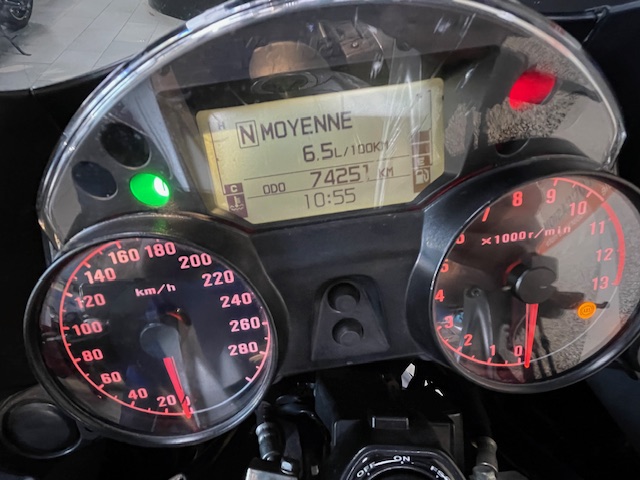 H
N MOYENNE
6.5L/100KM
ODO 74251 KM
C 10:55
km/h
0 20 40 60 80 100 120 140 160 180 200 220 240 260 280
x1000r/min
0 1 2 3 4 5 6 7 8 9 10 11 12 13
OFF ON